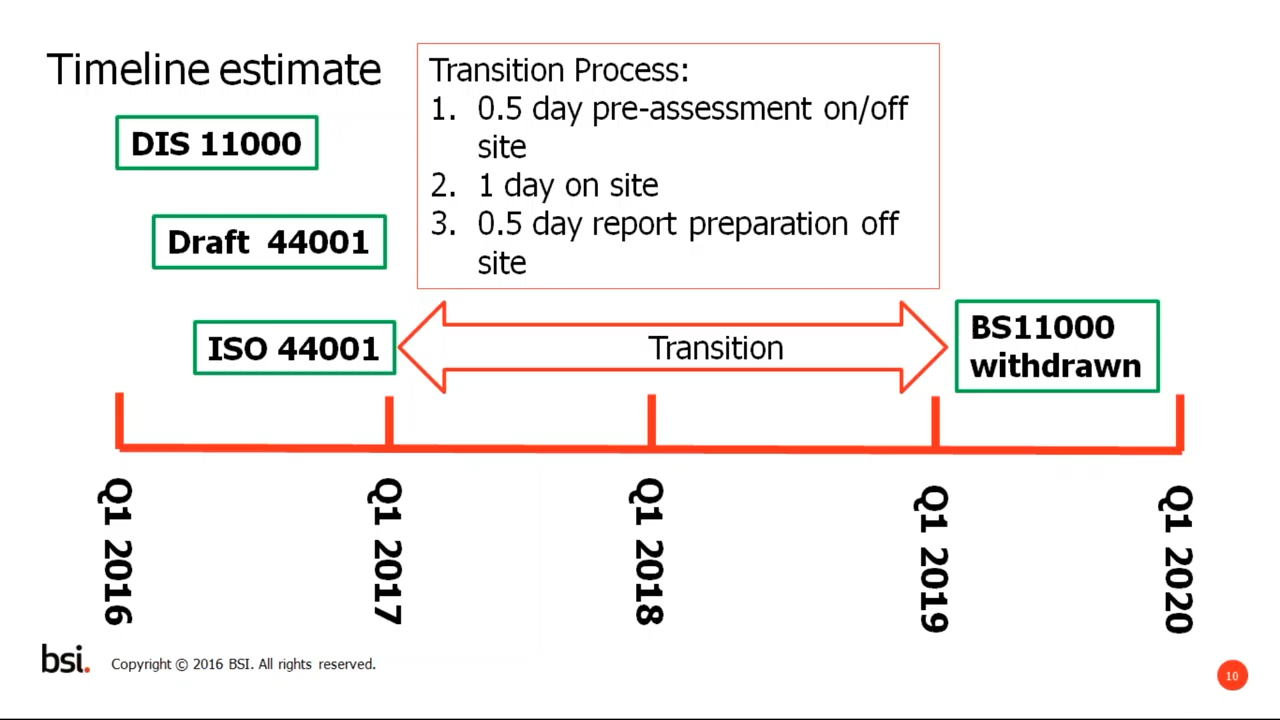 Timeline estimate
DIS 11000
Draft 44001
ISO 44001
Transition Process:
1. 0.5 day pre-assessment on/off
site
2. 1 day on site
3. 0.5 day report preparation off
site
Transition
BS11000
withdrawn
Q1 2016
Q1 2017
Q1 2018
Q1 2019
Q1 2020
bsi.
Copyright © 2016 BSI. All rights reserved.
10